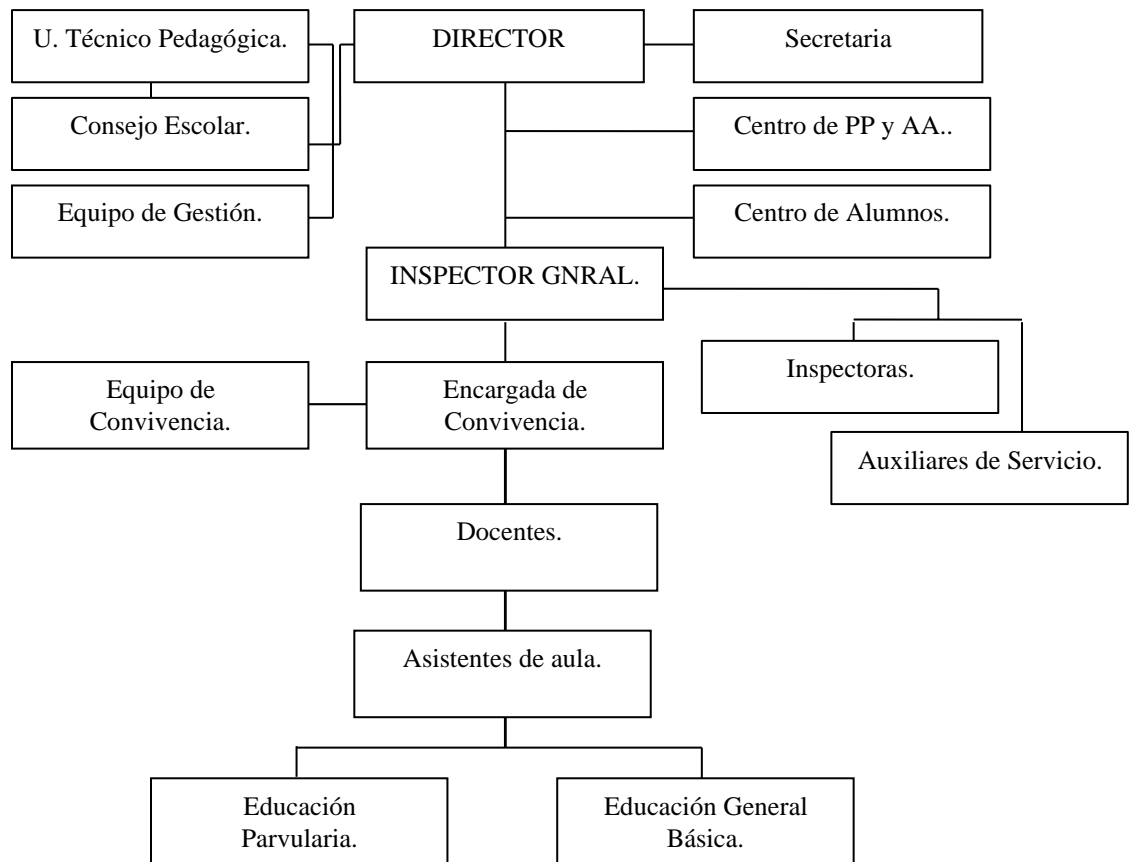 U. Técnico Pedagógica.
DIRECTOR
Secretaria
Consejo Escolar.
Centro de PP y AA..
Equipo de Gestión.
Centro de Alumnos.
INSPECTOR GNRAL.
Inspectoras.
Equipo de
Convivencia.
Encargada de
Convivencia.
Auxiliares de Servicio.
Docentes.
Asistentes de aula.
Educación
Parvularia.
Educación General
Básica.